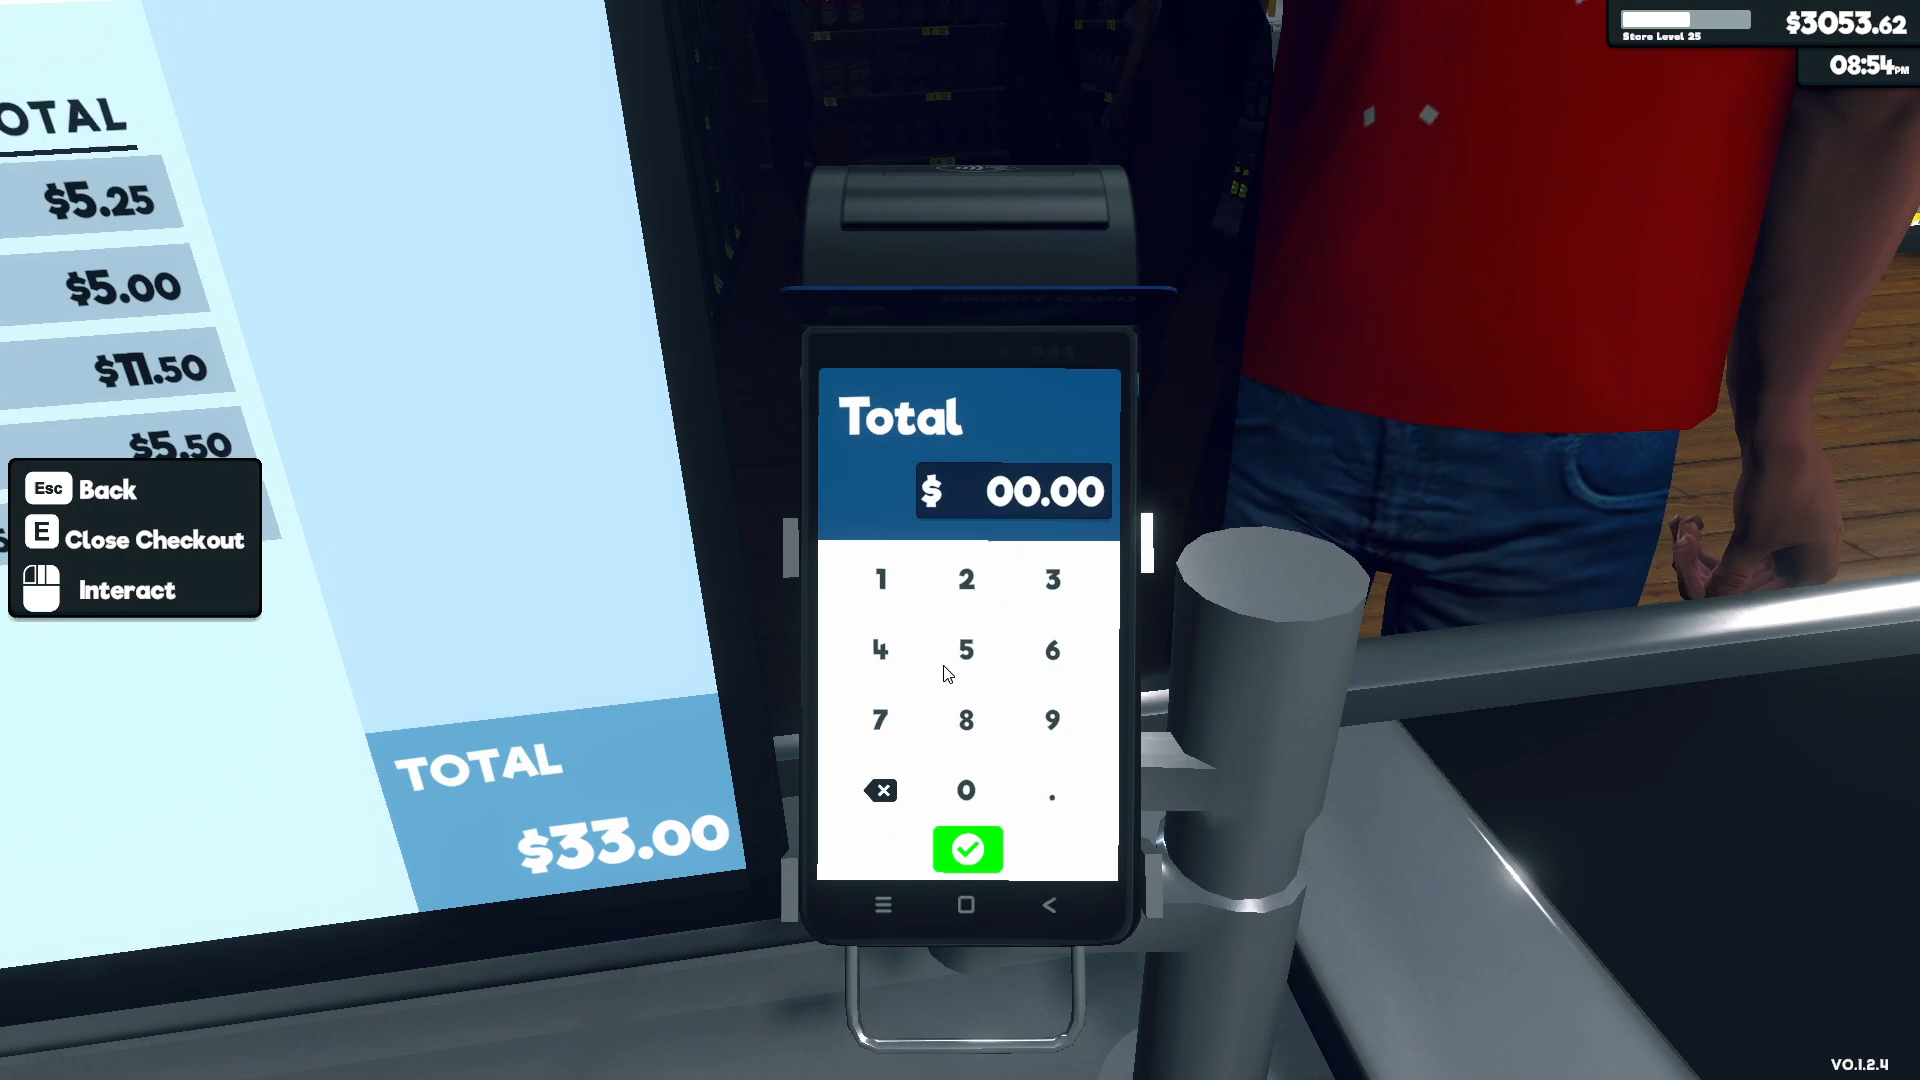 Store Level 25
$3053.62
08:54PM
OTAL
$5.25
$5.00
$11.50
$5.50
$
Esc Back
E Close Checkout
Interact
TOTAL
$33.00
CREDIT CARD
Total
$ 00.00
1 2 3
4 5 6
7 8 9
0 .
V0.1.2.4